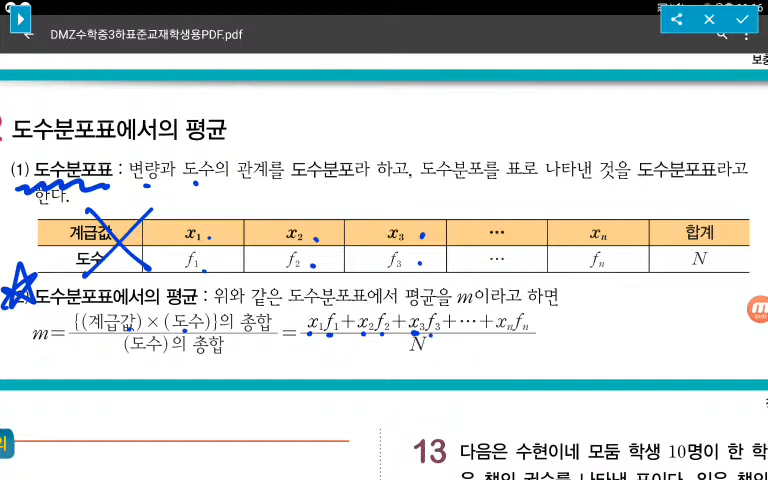 DMZ수학중3하표준교재학생용PDF.pdf
도수분포표에서의 평균
(1) 도수분포표 : 변량과 도수의 관계를 도수분포라 하고, 도수분포를 표로 나타낸 것을 도수분포표라고
한다.
계급값 x₁ x₂ x₃ ⋯ xₙ 합계
도수 f₁ f₂ f₃ ⋯ fₙ N
도수분포표에서의 평균 : 위와 같은 도수분포표에서 평균을 m이라고 하면
m = {(계급값)×(도수)}의 총합 / (도수)의 총합 = x₁f₁+x₂f₂+x₃f₃+⋯+xₙfₙ / N
의
13 다음은 수현이네 모둠 학생 10명이 한 학